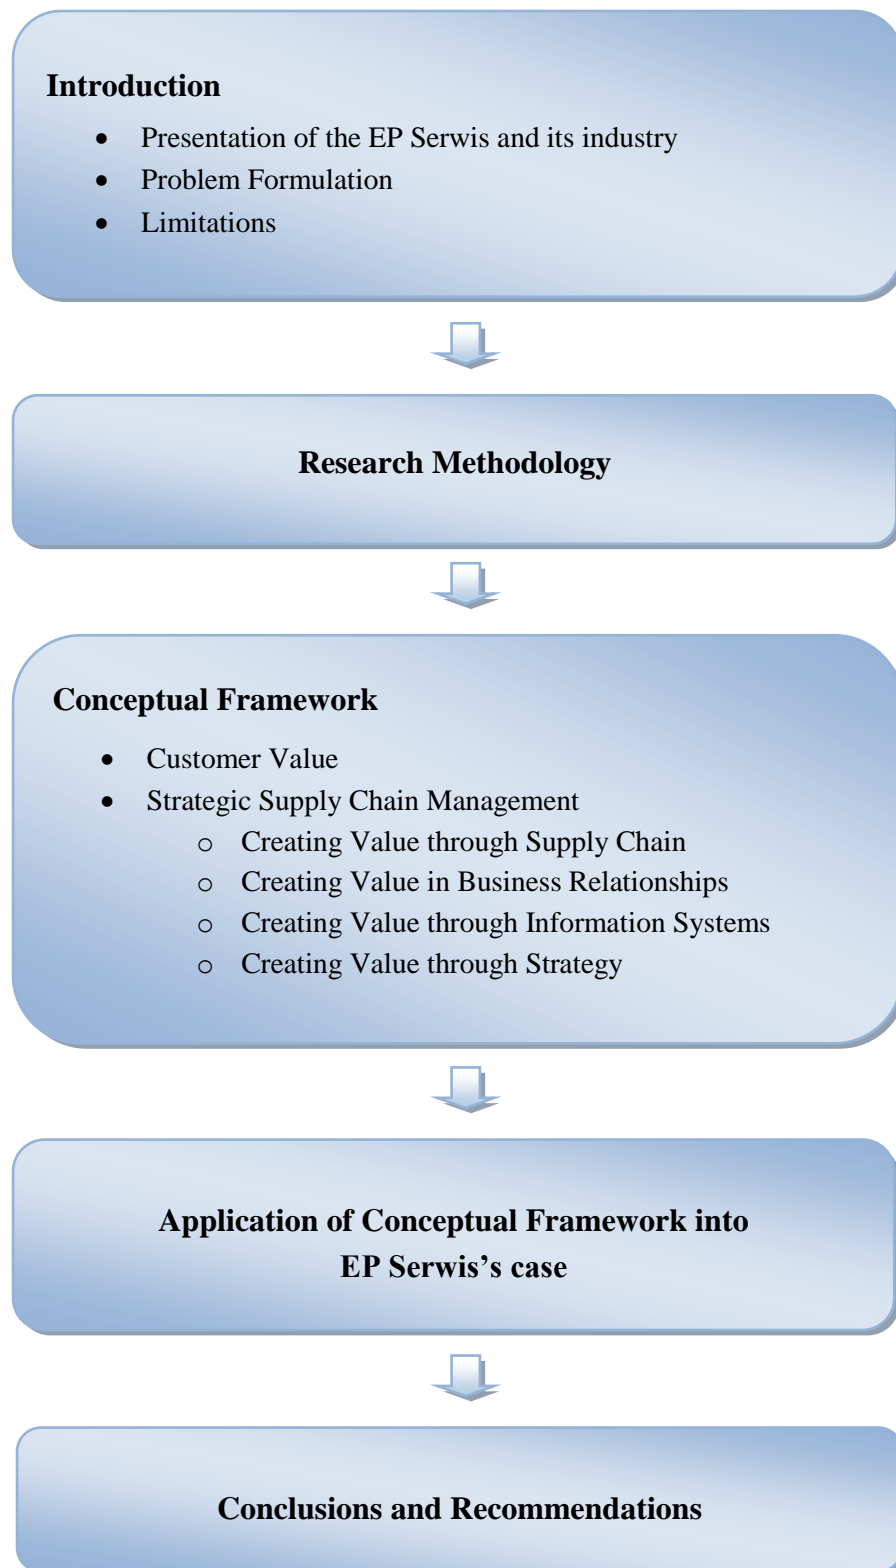 Introduction
• Presentation of the EP Serwis and its industry
• Problem Formulation
• Limitations
Research Methodology
Conceptual Framework
• Customer Value
• Strategic Supply Chain Management
o Creating Value through Supply Chain
o Creating Value in Business Relationships
o Creating Value through Information Systems
o Creating Value through Strategy
Application of Conceptual Framework into
EP Serwis’s case
Conclusions and Recommendations